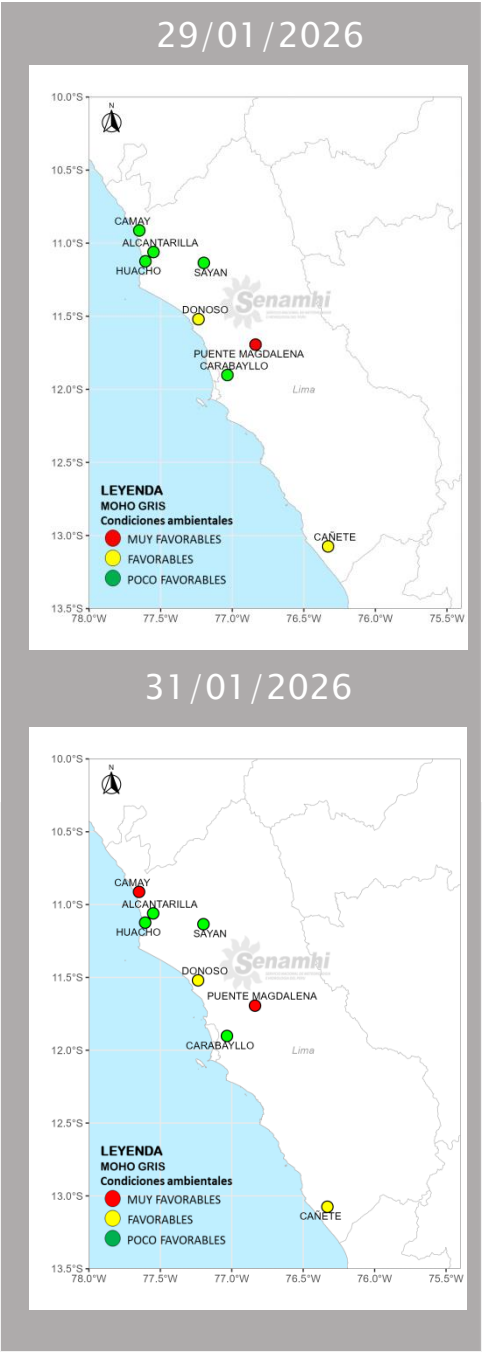 29/01/2026
10.0°S
N
10.5°S
CAMAY
11.0°S
ALCANTARILLA
HUACHO
SAYAN
Senamhi
DONOSO
11.5°S
PUENTE MAGDALENA
CARABAYLLO
12.0°S
Lima
12.5°S
LEYENDA
MOHO GRIS
Condiciones ambientales
13.0°S
CAÑETE
MUY FAVORABLES
FAVORABLES
POCO FAVORABLES
13.5°S
78.0°W 77.5°W 77.0°W 76.5°W 76.0°W 75.5°W
31/01/2026
10.0°S
N
10.5°S
CAMAY
11.0°S
ALCANTARILLA
HUACHO
SAYAN
Senamhi
DONOSO
11.5°S
PUENTE MAGDALENA
CARABAYLLO
12.0°S
Lima
12.5°S
LEYENDA
MOHO GRIS
Condiciones ambientales
13.0°S
MUY FAVORABLES
CAÑETE
FAVORABLES
POCO FAVORABLES
13.5°S
78.0°W 77.5°W 77.0°W 76.5°W 76.0°W 75.5°W